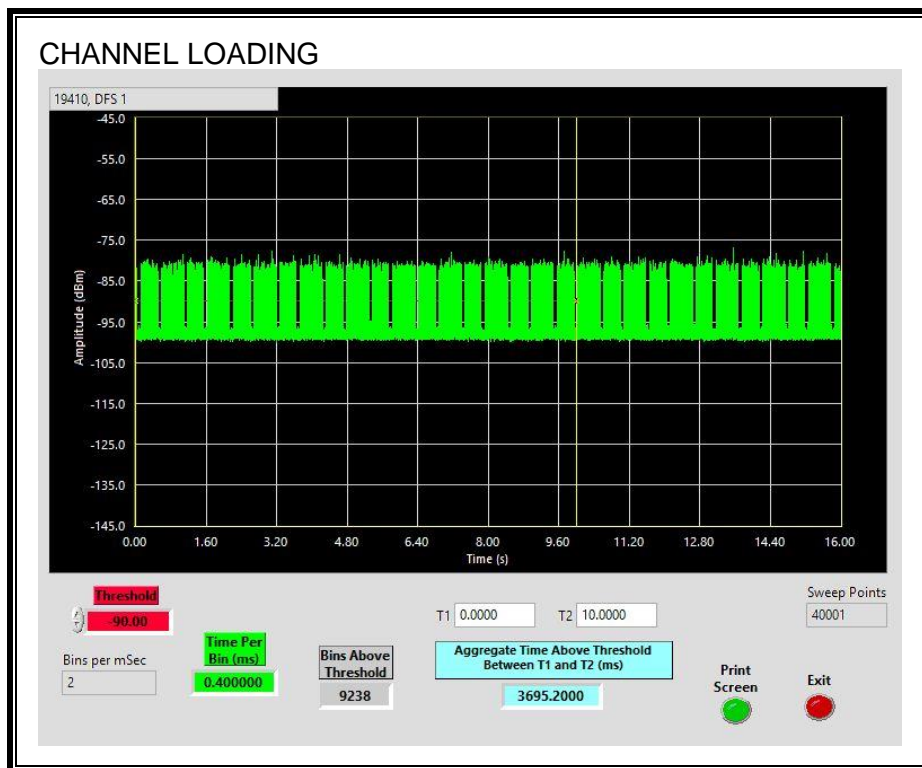 CHANNEL LOADING
19410, DFS 1
-45.0
-55.0
-65.0
-75.0
-85.0
-95.0
-105.0
-115.0
-125.0
-135.0
-145.0
Amplitude (dBm)
0.00 1.60 3.20 4.80 6.40 8.00 9.60 11.20 12.80 14.40 16.00
Time (s)
Threshold
-90.00
Bins per mSec
2
Time Per
Bin (ms)
0.400000
Bins Above
Threshold
9238
T1 0.0000 T2 10.0000
Aggregate Time Above Threshold
Between T1 and T2 (ms)
3695.2000
Sweep Points
40001
Print
Screen
Exit